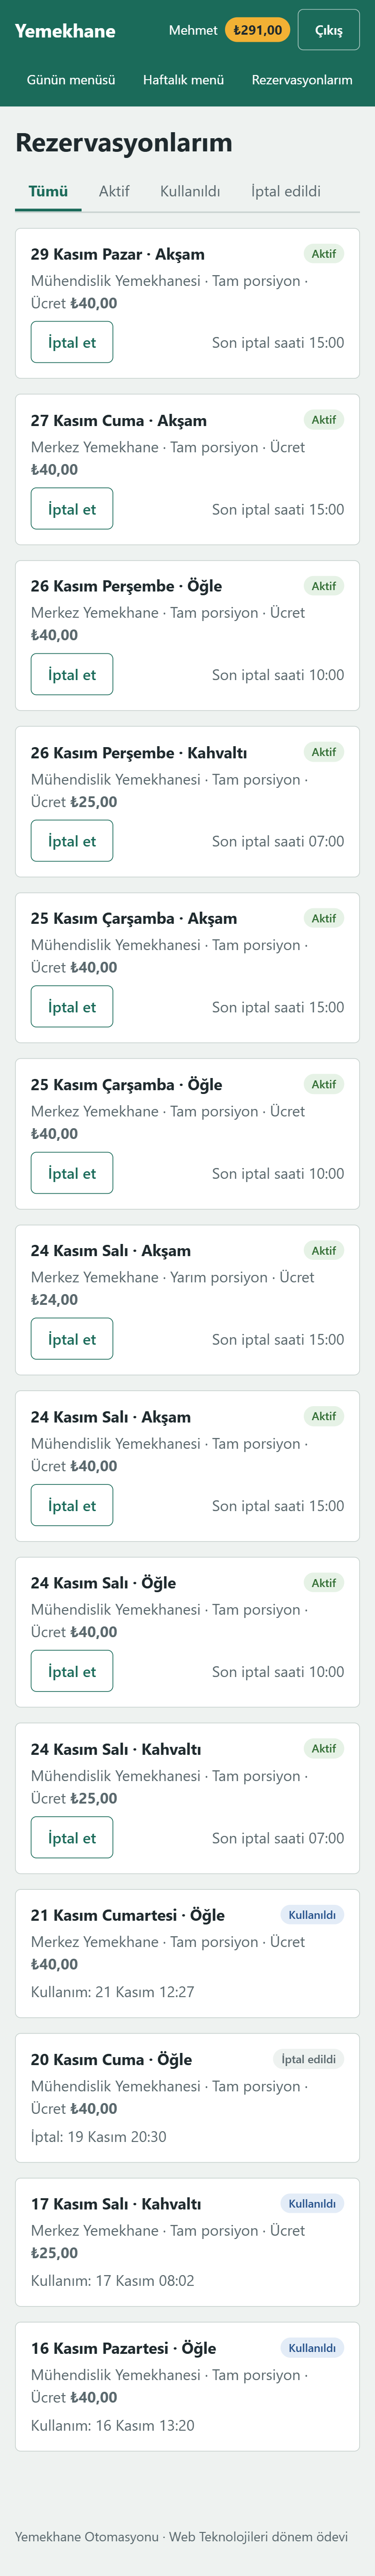 Yemekhane Mehmet ₺291,00 Çıkış
Günün menüsü Haftalık menü Rezervasyonlarım
Rezervasyonlarım
Tümü Aktif Kullanıldı İptal edildi
29 Kasım Pazar · Akşam Aktif
Mühendislik Yemekhanesi · Tam porsiyon ·
Ücret ₺40,00
İptal et Son iptal saati 15:00
27 Kasım Cuma · Akşam Aktif
Merkez Yemekhane · Tam porsiyon · Ücret
₺40,00
İptal et Son iptal saati 15:00
26 Kasım Perşembe · Öğle Aktif
Merkez Yemekhane · Tam porsiyon · Ücret
₺40,00
İptal et Son iptal saati 10:00
26 Kasım Perşembe · Kahvaltı Aktif
Mühendislik Yemekhanesi · Tam porsiyon ·
Ücret ₺25,00
İptal et Son iptal saati 07:00
25 Kasım Çarşamba · Akşam Aktif
Mühendislik Yemekhanesi · Tam porsiyon ·
Ücret ₺40,00
İptal et Son iptal saati 15:00
25 Kasım Çarşamba · Öğle Aktif
Merkez Yemekhane · Tam porsiyon · Ücret
₺40,00
İptal et Son iptal saati 10:00
24 Kasım Salı · Akşam Aktif
Merkez Yemekhane · Yarım porsiyon · Ücret
₺24,00
İptal et Son iptal saati 15:00
24 Kasım Salı · Akşam Aktif
Mühendislik Yemekhanesi · Tam porsiyon ·
Ücret ₺40,00
İptal et Son iptal saati 15:00
24 Kasım Salı · Öğle Aktif
Mühendislik Yemekhanesi · Tam porsiyon ·
Ücret ₺40,00
İptal et Son iptal saati 10:00
24 Kasım Salı · Kahvaltı Aktif
Mühendislik Yemekhanesi · Tam porsiyon ·
Ücret ₺25,00
İptal et Son iptal saati 07:00
21 Kasım Cumartesi · Öğle Kullanıldı
Merkez Yemekhane · Tam porsiyon · Ücret
₺40,00
Kullanım: 21 Kasım 12:27
20 Kasım Cuma · Öğle İptal edildi
Mühendislik Yemekhanesi · Tam porsiyon ·
Ücret ₺40,00
İptal: 19 Kasım 20:30
17 Kasım Salı · Kahvaltı Kullanıldı
Merkez Yemekhane · Tam porsiyon · Ücret
₺25,00
Kullanım: 17 Kasım 08:02
16 Kasım Pazartesi · Öğle Kullanıldı
Mühendislik Yemekhanesi · Tam porsiyon ·
Ücret ₺40,00
Kullanım: 16 Kasım 13:20
Yemekhane Otomasyonu · Web Teknolojileri dönem ödevi